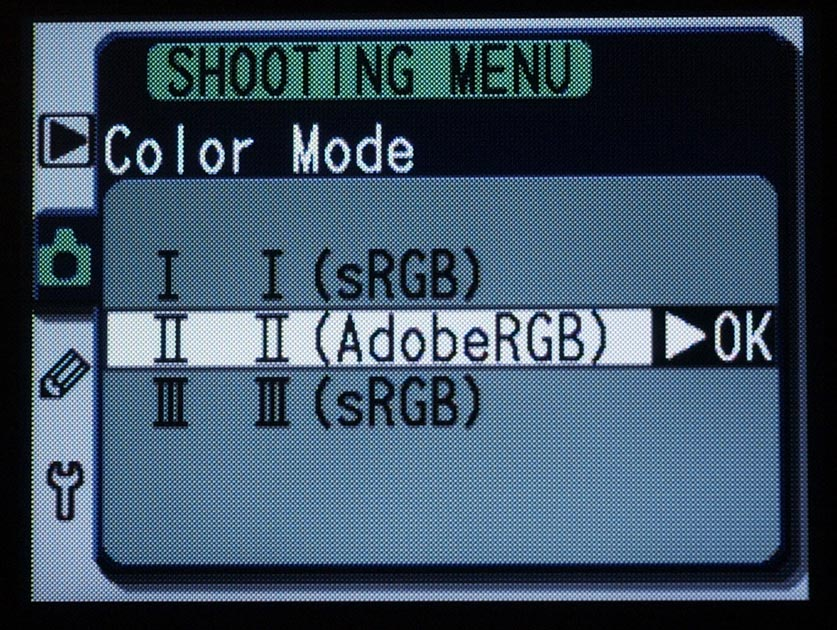 SHOOTING MENU
Color Mode
Ⅰ Ⅰ(sRGB)
Ⅱ Ⅱ(AdobeRGB) ▶OK
Ⅲ Ⅲ(sRGB)